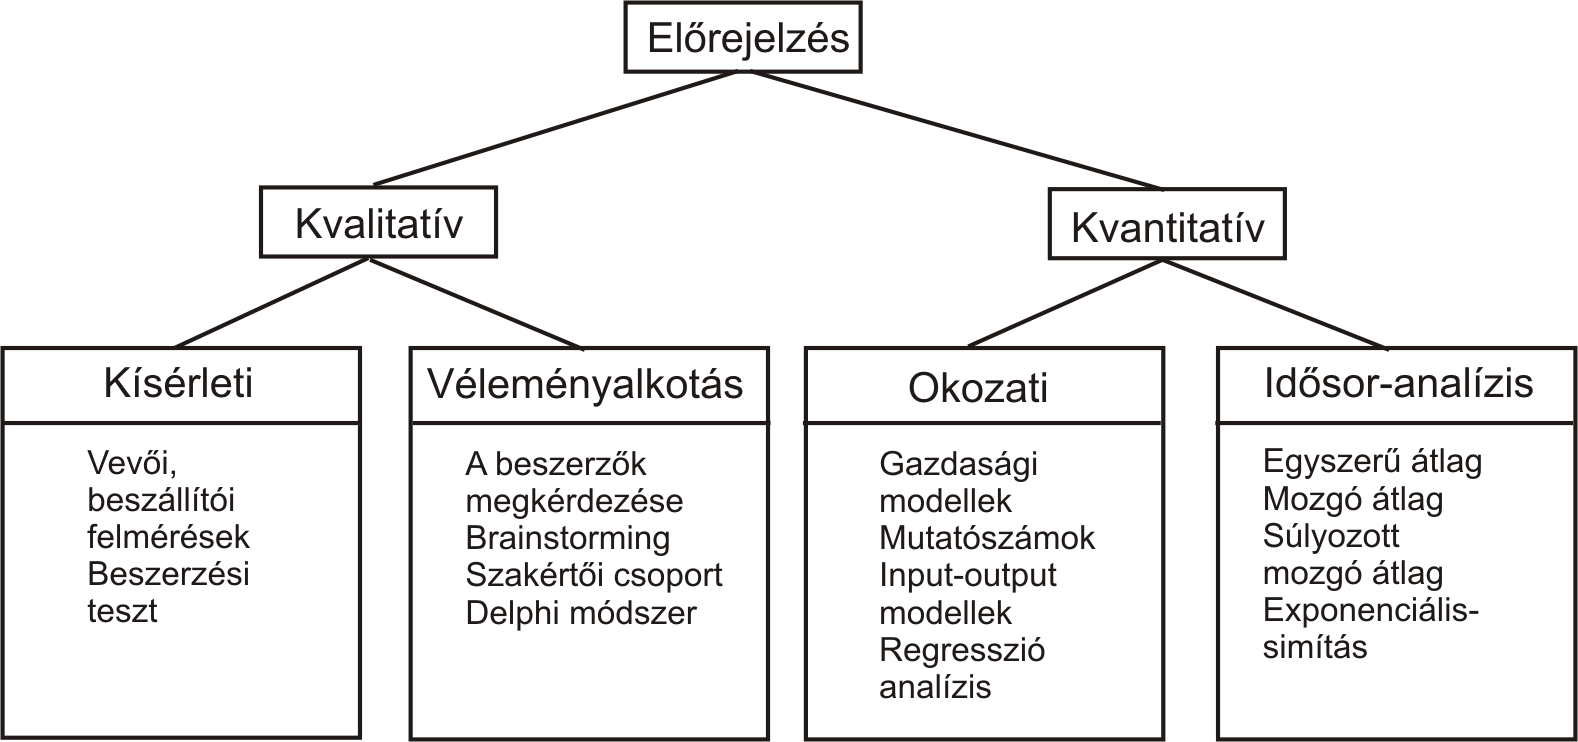 Előrejelzés
Kvalitatív
Kvantitatív
Kísérleti
Vevői,
beszállítói
felmérések
Beszerzési
teszt
Véleményalkotás
A beszerzők
megkérdezése
Brainstorming
Szakértői csoport
Delphi módszer
Okozati
Gazdasági
modellek
Mutatószámok
Input-output
modellek
Regresszió
analízis
Idősor-analízis
Egyszerű átlag
Mozgó átlag
Súlyozott
mozgó átlag
Exponenciális-
simítás